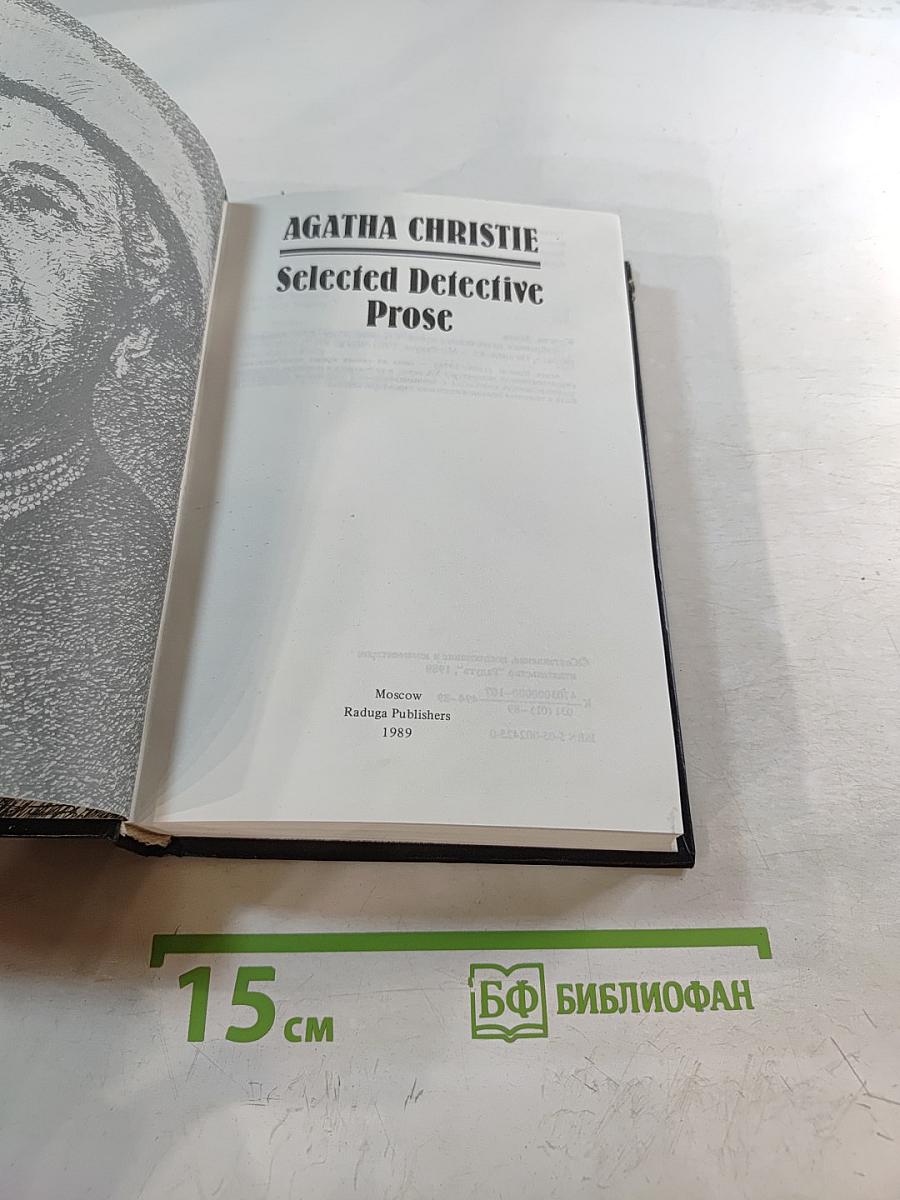 AGATHA CHRISTIE
Selected Detective
Prose
Moscow
Raduga Publishers
1989
15 см
БФ БИБЛИОФАН